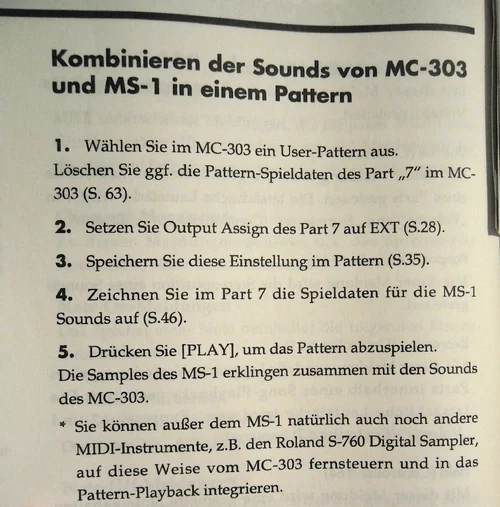 Kombinieren der Sounds von MC-303
und MS-1 in einem Pattern
1. Wählen Sie im MC-303 ein User-Pattern aus.
Löschen Sie ggf. die Pattern-Spieldaten des Part „7" im MC-
303 (S. 63).
2. Setzen Sie Output Assign des Part 7 auf EXT (S.28).
3. Speichern Sie diese Einstellung im Pattern (S.35).
4. Zeichnen Sie im Part 7 die Spieldaten für die MS-1
Sounds auf (S.46).
5. Drücken Sie [PLAY], um das Pattern abzuspielen.
Die Samples des MS-1 erklingen zusammen mit den Sounds
des MC-303.
* Sie können außer dem MS-1 natürlich auch noch andere
MIDI-Instrumente, z.B. den Roland S-760 Digital Sampler,
auf diese Weise vom MC-303 fernsteuern und in das
Pattern-Playback integrieren.